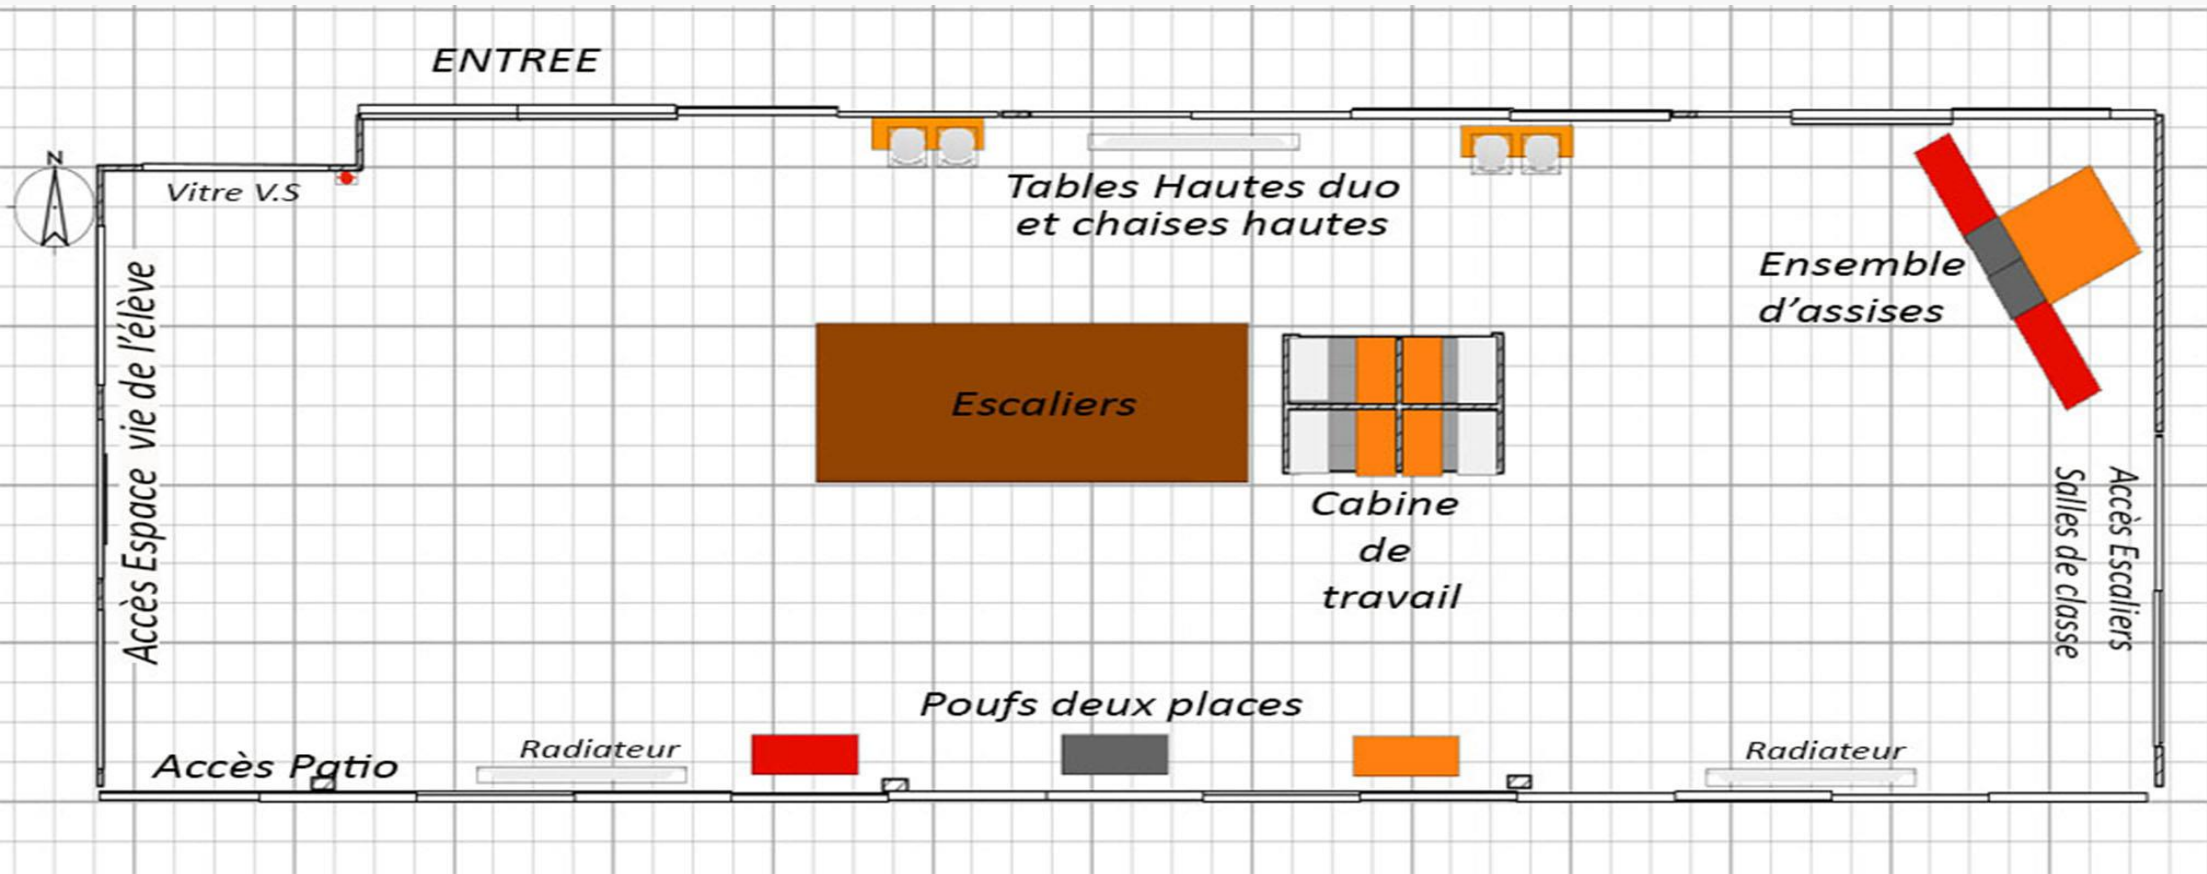 ENTREE
N
Vitre V.S
Tables Hautes duo
et chaises hautes
Ensemble
d’assises
Accès Espace vie de l’élève
Escaliers
Cabine
de
travail
Accès Escaliers
Salles de classe
Poufs deux places
Accès Patio
Radiateur
Radiateur